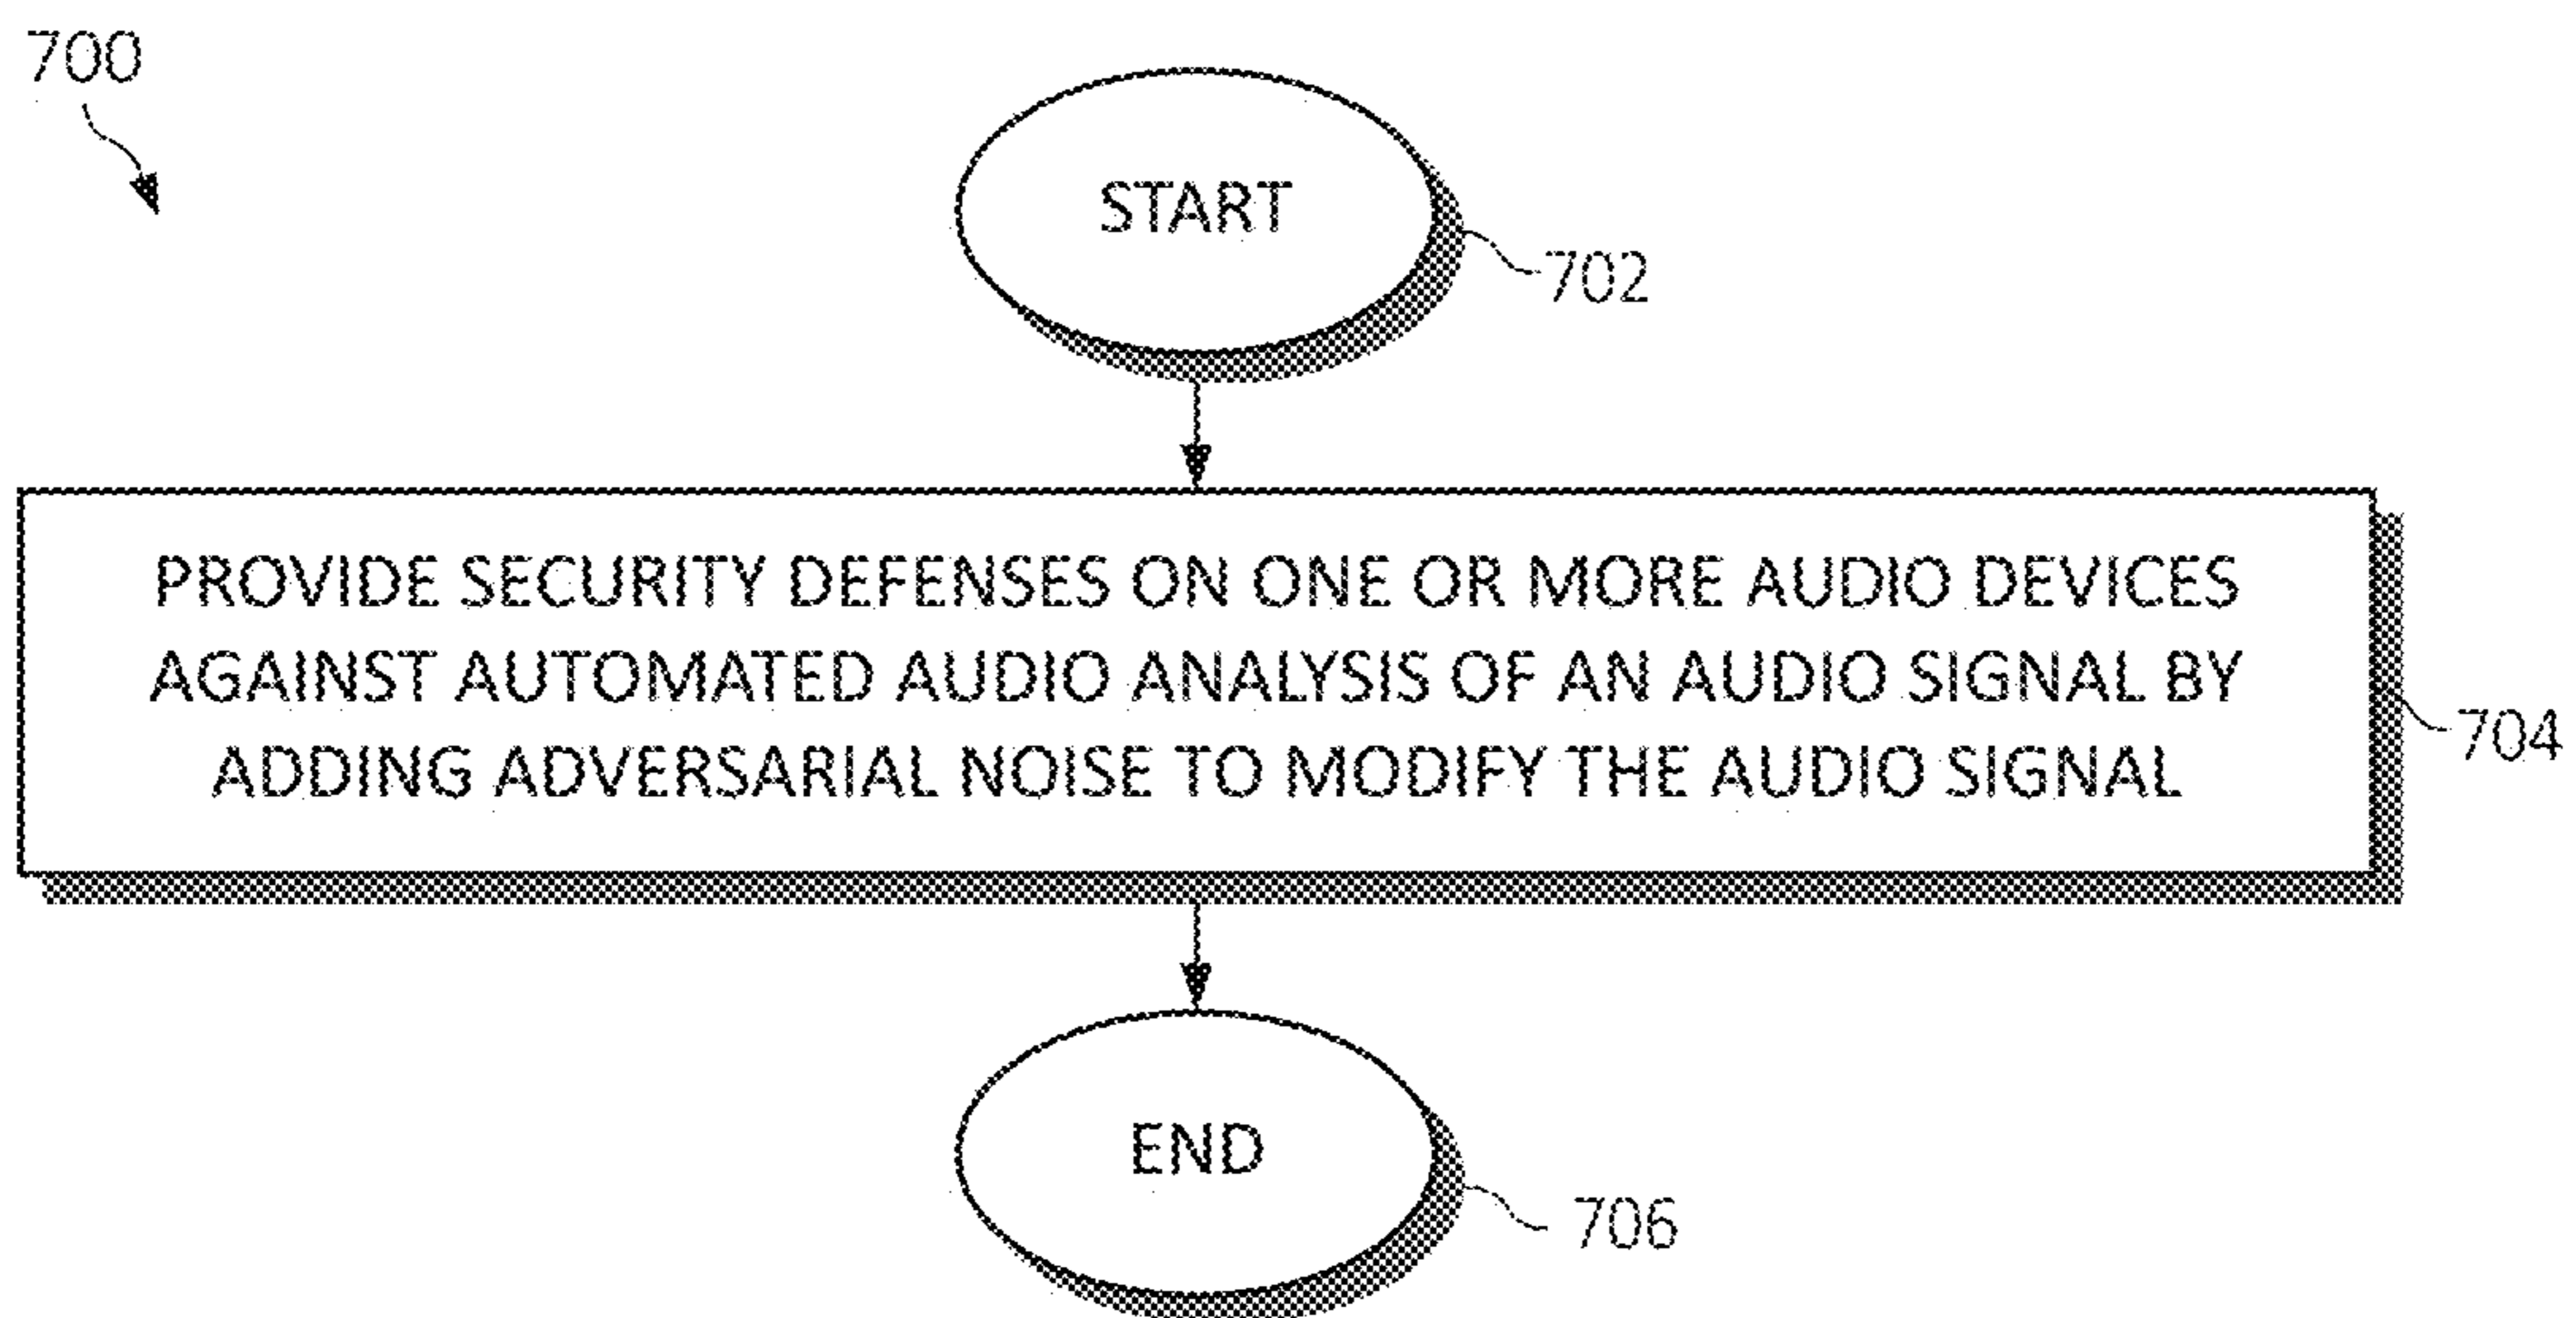 700
START
702
PROVIDE SECURITY DEFENSES ON ONE OR MORE AUDIO DEVICES
AGAINST AUTOMATED AUDIO ANALYSIS OF AN AUDIO SIGNAL BY
ADDING ADVERSARIAL NOISE TO MODIFY THE AUDIO SIGNAL
704
END
706